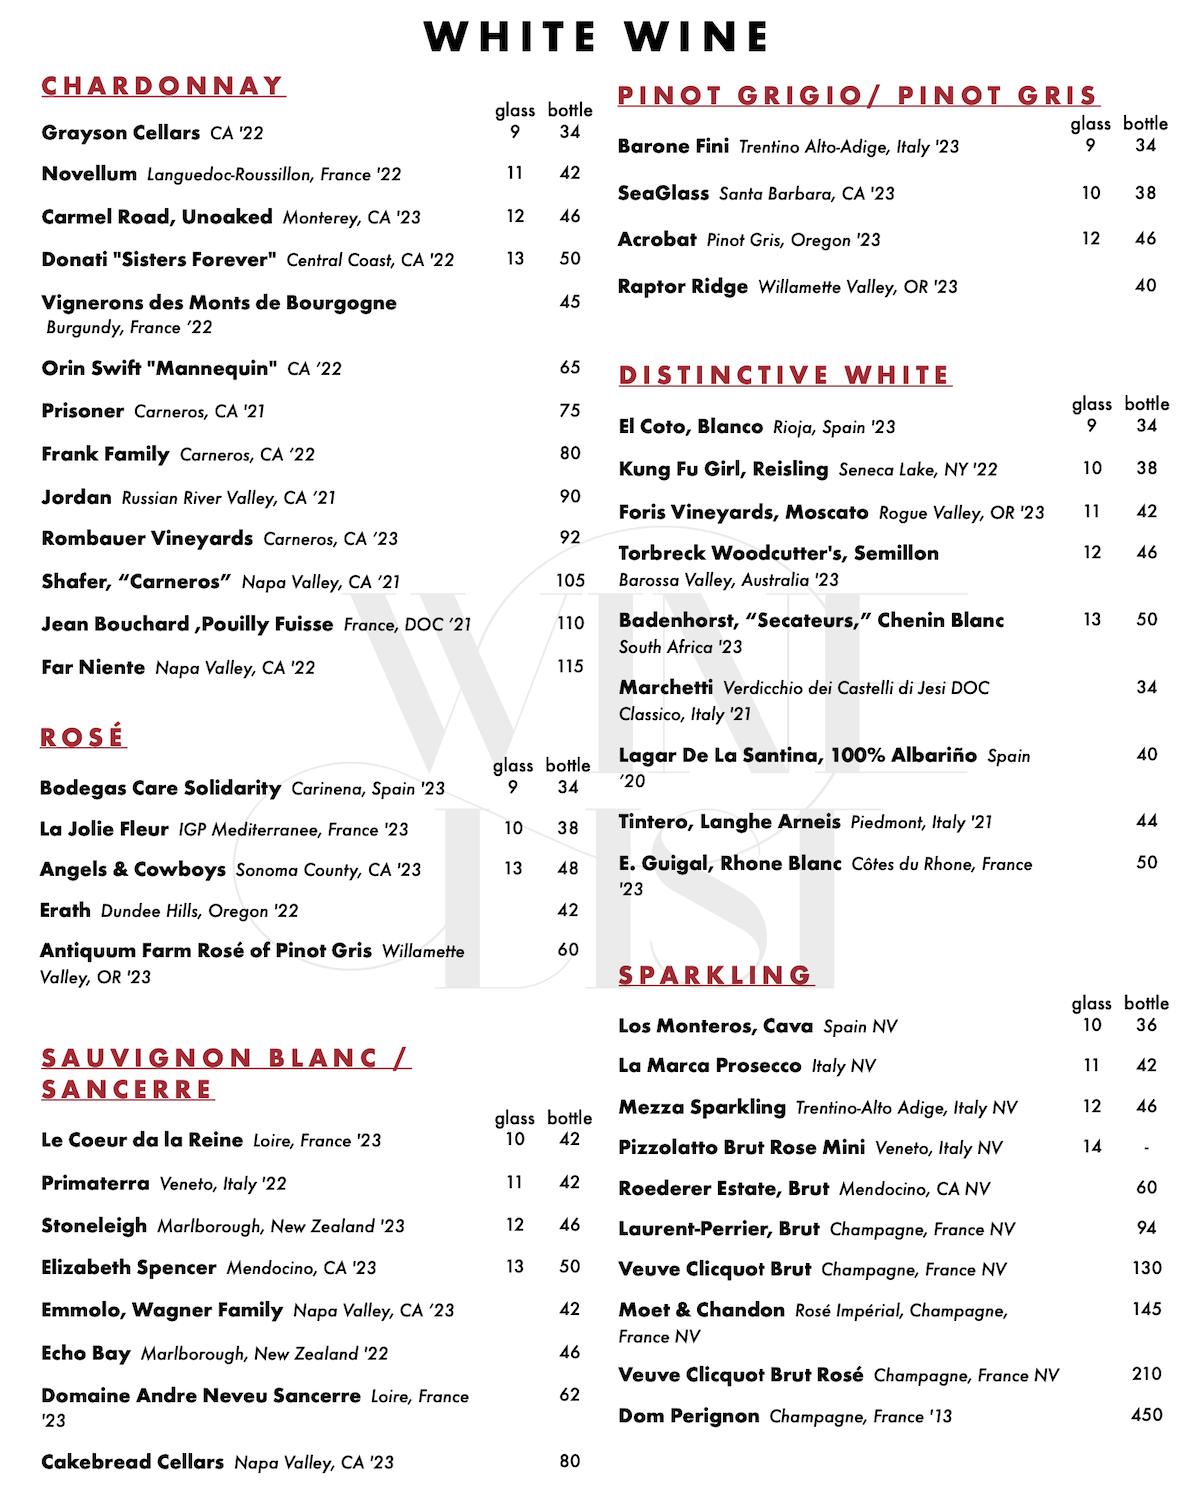 WHITE WINE
CHARDONNAY
glass bottle
Grayson Cellars CA '22 9 34
Novellum Languedoc-Roussillon, France '22 11 42
Carmel Road, Unoaked Monterey, CA '23 12 46
Donati "Sisters Forever" Central Coast, CA '22 13 50
Vignerons des Monts de Bourgogne 45
Burgundy, France ‘22
Orin Swift "Mannequin" CA ‘22 65
Prisoner Carneros, CA '21 75
Frank Family Carneros, CA ‘22 80
Jordan Russian River Valley, CA ‘21 90
Rombauer Vineyards Carneros, CA ‘23 92
Shafer, “Carneros” Napa Valley, CA ‘21 105
Jean Bouchard ,Pouilly Fuisse France, DOC ‘21 110
Far Niente Napa Valley, CA '22 115
ROSÉ
glass bottle
Bodegas Care Solidarity Carinena, Spain '23 9 34
La Jolie Fleur IGP Mediterranee, France '23 10 38
Angels & Cowboys Sonoma County, CA '23 13 48
Erath Dundee Hills, Oregon '22 42
Antiquum Farm Rosé of Pinot Gris Willamette 60
Valley, OR '23
SAUVIGNON BLANC /
SANCERRE
glass bottle
Le Coeur da la Reine Loire, France '23 10 42
Primaterra Veneto, Italy '22 11 42
Stoneleigh Marlborough, New Zealand '23 12 46
Elizabeth Spencer Mendocino, CA '23 13 50
Emmolo, Wagner Family Napa Valley, CA ‘23 42
Echo Bay Marlborough, New Zealand '22 46
Domaine Andre Neveu Sancerre Loire, France 62
'23
Cakebread Cellars Napa Valley, CA '23 80
PINOT GRIGIO/ PINOT GRIS
glass bottle
Barone Fini Trentino Alto-Adige, Italy '23 9 34
SeaGlass Santa Barbara, CA '23 10 38
Acrobat Pinot Gris, Oregon '23 12 46
Raptor Ridge Willamette Valley, OR '23 40
DISTINCTIVE WHITE
glass bottle
El Coto, Blanco Rioja, Spain '23 9 34
Kung Fu Girl, Reisling Seneca Lake, NY '22 10 38
Foris Vineyards, Moscato Rogue Valley, OR '23 11 42
Torbreck Woodcutter's, Semillon 12 46
Barossa Valley, Australia '23
Badenhorst, “Secateurs,” Chenin Blanc 13 50
South Africa '23
Marchetti Verdicchio dei Castelli di Jesi DOC 34
Classico, Italy '21
Lagar De La Santina, 100% Albariño Spain 40
‘20
Tintero, Langhe Arneis Piedmont, Italy '21 44
E. Guigal, Rhone Blanc Côtes du Rhone, France 50
'23
SPARKLING
glass bottle
Los Monteros, Cava Spain NV 10 36
La Marca Prosecco Italy NV 11 42
Mezza Sparkling Trentino-Alto Adige, Italy NV 12 46
Pizzolatto Brut Rose Mini Veneto, Italy NV 14 -
Roederer Estate, Brut Mendocino, CA NV 60
Laurent-Perrier, Brut Champagne, France NV 94
Veuve Clicquot Brut Champagne, France NV 130
Moet & Chandon Rosé Impérial, Champagne, 145
France NV
Veuve Clicquot Brut Rosé Champagne, France NV 210
Dom Perignon Champagne, France '13 450
WINE
LIST